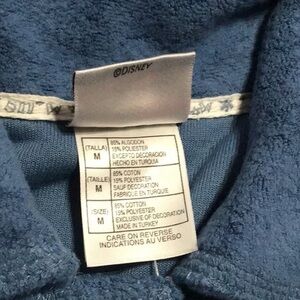 ©DISNEY
(TALLA)
M
85% ALGODON
15% POLIESTER
EXCEPTO DECORACION
HECHO EN TURQUIA
(TAILLE)
M
85% COTON
15% POLYESTER
SAUF DECORATION
FABRIQUE EN TURQUIE
(SIZE)
M
85% COTTON
15% POLYESTER
EXCLUSIVE OF DECORATION
MADE IN TURKEY
CARE ON REVERSE
INDICATIONS AU VERSO